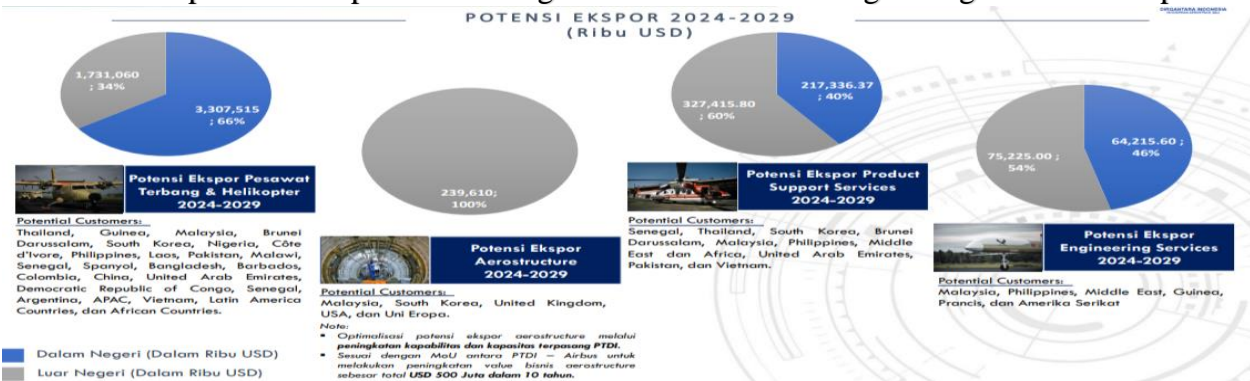 POTENSI EKSPOR 2024-2029
(Ribu USD)
DIRGANTARA INDONESIA
1,731,060
; 34%
3,307,515
; 66%
Potensi Ekspor Pesawat
Terbang & Helikopter
2024-2029
Potential Customers:
Thailand, Guinea, Malaysia, Brunei
Darussalam, South Korea, Nigeria, Côte
d'Ivore, Philippines, Laos, Pakistan, Malawi,
Senegal, Spanyol, Bangladesh, Barbados,
Colombia, China, United Arab Emirates,
Democratic Republic of Congo, Senegal,
Argentina, APAC, Vietnam, Latin America
Countries, dan African Countries.
239,610;
100%
Potensi Ekspor
Aerostructure
2024-2029
Potential Customers:
Malaysia, South Korea, United Kingdom,
USA, dan Uni Eropa.
Note:
• Optimalisasi potensi ekspor aerostructure melalui
peningkatan kapabilitas dan kapasitas terpasang PTDI.
• Sesuai dengan MoU antara PTDI – Airbus untuk
melakukan peningkatan value bisnis aerostructure
sebesar total USD 500 Juta dalam 10 tahun.
327,415.80
; 60%
217,336.37
; 40%
Potensi Ekspor Product
Support Services
2024-2029
Potential Customers:
Senegal, Thailand, South Korea, Brunei
Darussalam, Malaysia, Philippines, Middle
East dan Africa, United Arab Emirates,
Pakistan, dan Vietnam.
75,225.00 ;
54%
64,215.60 ;
46%
Potensi Ekspor
Engineering Services
2024-2029
Potential Customers:
Malaysia, Philippines, Middle East, Guinea,
Prancis, dan Amerika Serikat
Dalam Negeri (Dalam Ribu USD)
Luar Negeri (Dalam Ribu USD)